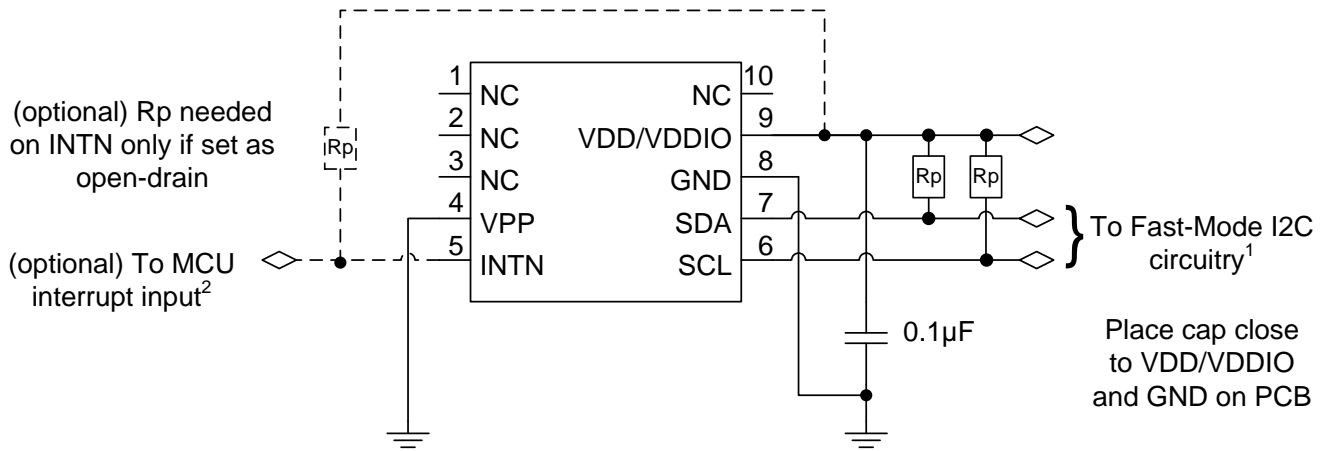 (optional) Rp needed
on INTN only if set as
open-drain
Rp
(optional) To MCU
interrupt input²
1
NC
2
NC
3
NC
4
VPP
5
INTN
10
NC
9
VDD/VDDIO
8
GND
7
SDA
6
SCL
Rp
Rp
0.1µF
} To Fast-Mode I2C
circuitry¹
Place cap close
to VDD/VDDIO
and GND on PCB